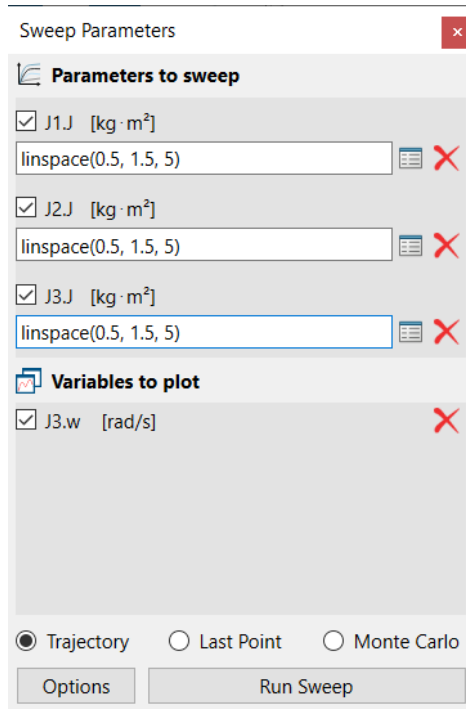 Sweep Parameters
Parameters to sweep
J1.J [kg·m²]
linspace(0.5, 1.5, 5)
J2.J [kg·m²]
linspace(0.5, 1.5, 5)
J3.J [kg·m²]
linspace(0.5, 1.5, 5)
Variables to plot
J3.w [rad/s]
Trajectory Last Point Monte Carlo
Options Run Sweep